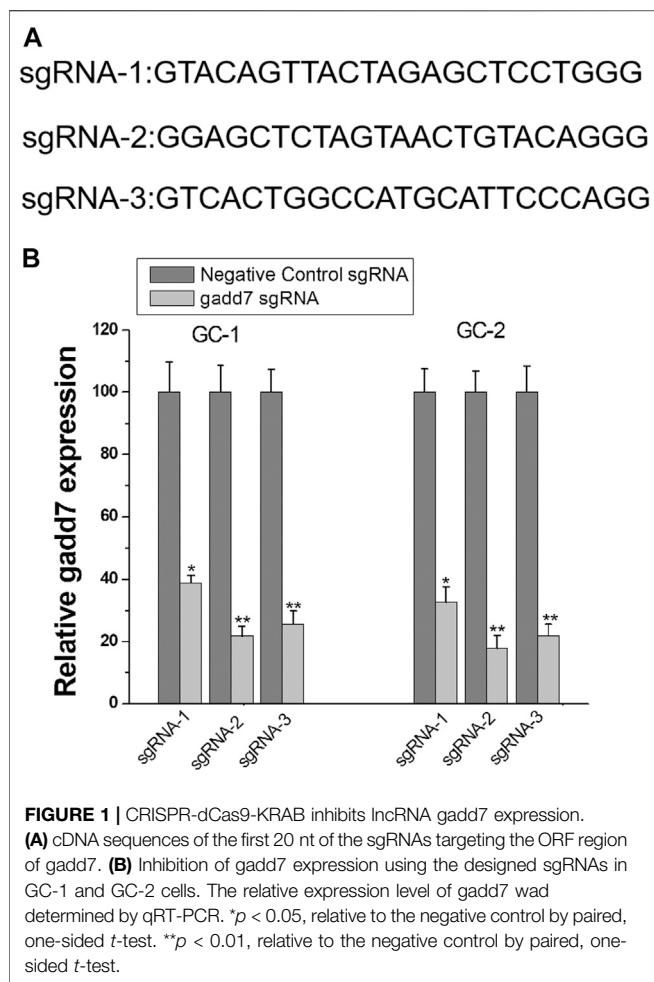 A
sgRNA-1:GTACAGTTACTAGAGCTCCTGGG
sgRNA-2:GGAGCTCTAGTAACTGTACAGGG
sgRNA-3:GTCACTGGCCATGCATTCCCAGG
B
Negative Control sgRNA
gadd7 sgRNA
GC-1
GC-2
Relative gadd7 expression
120
100
80
60
40
20
0
*
**
**
*
**
**
sgRNA-1
sgRNA-2
sgRNA-3
sgRNA-1
sgRNA-2
sgRNA-3
FIGURE 1 | CRISPR-dCas9-KRAB inhibits lncRNA gadd7 expression.
(A) cDNA sequences of the first 20 nt of the sgRNAs targeting the ORF region
of gadd7. (B) Inhibition of gadd7 expression using the designed sgRNAs in
GC-1 and GC-2 cells. The relative expression level of gadd7 wad
determined by qRT-PCR. *p < 0.05, relative to the negative control by paired,
one-sided t-test. **p < 0.01, relative to the negative control by paired, one-
sided t-test.